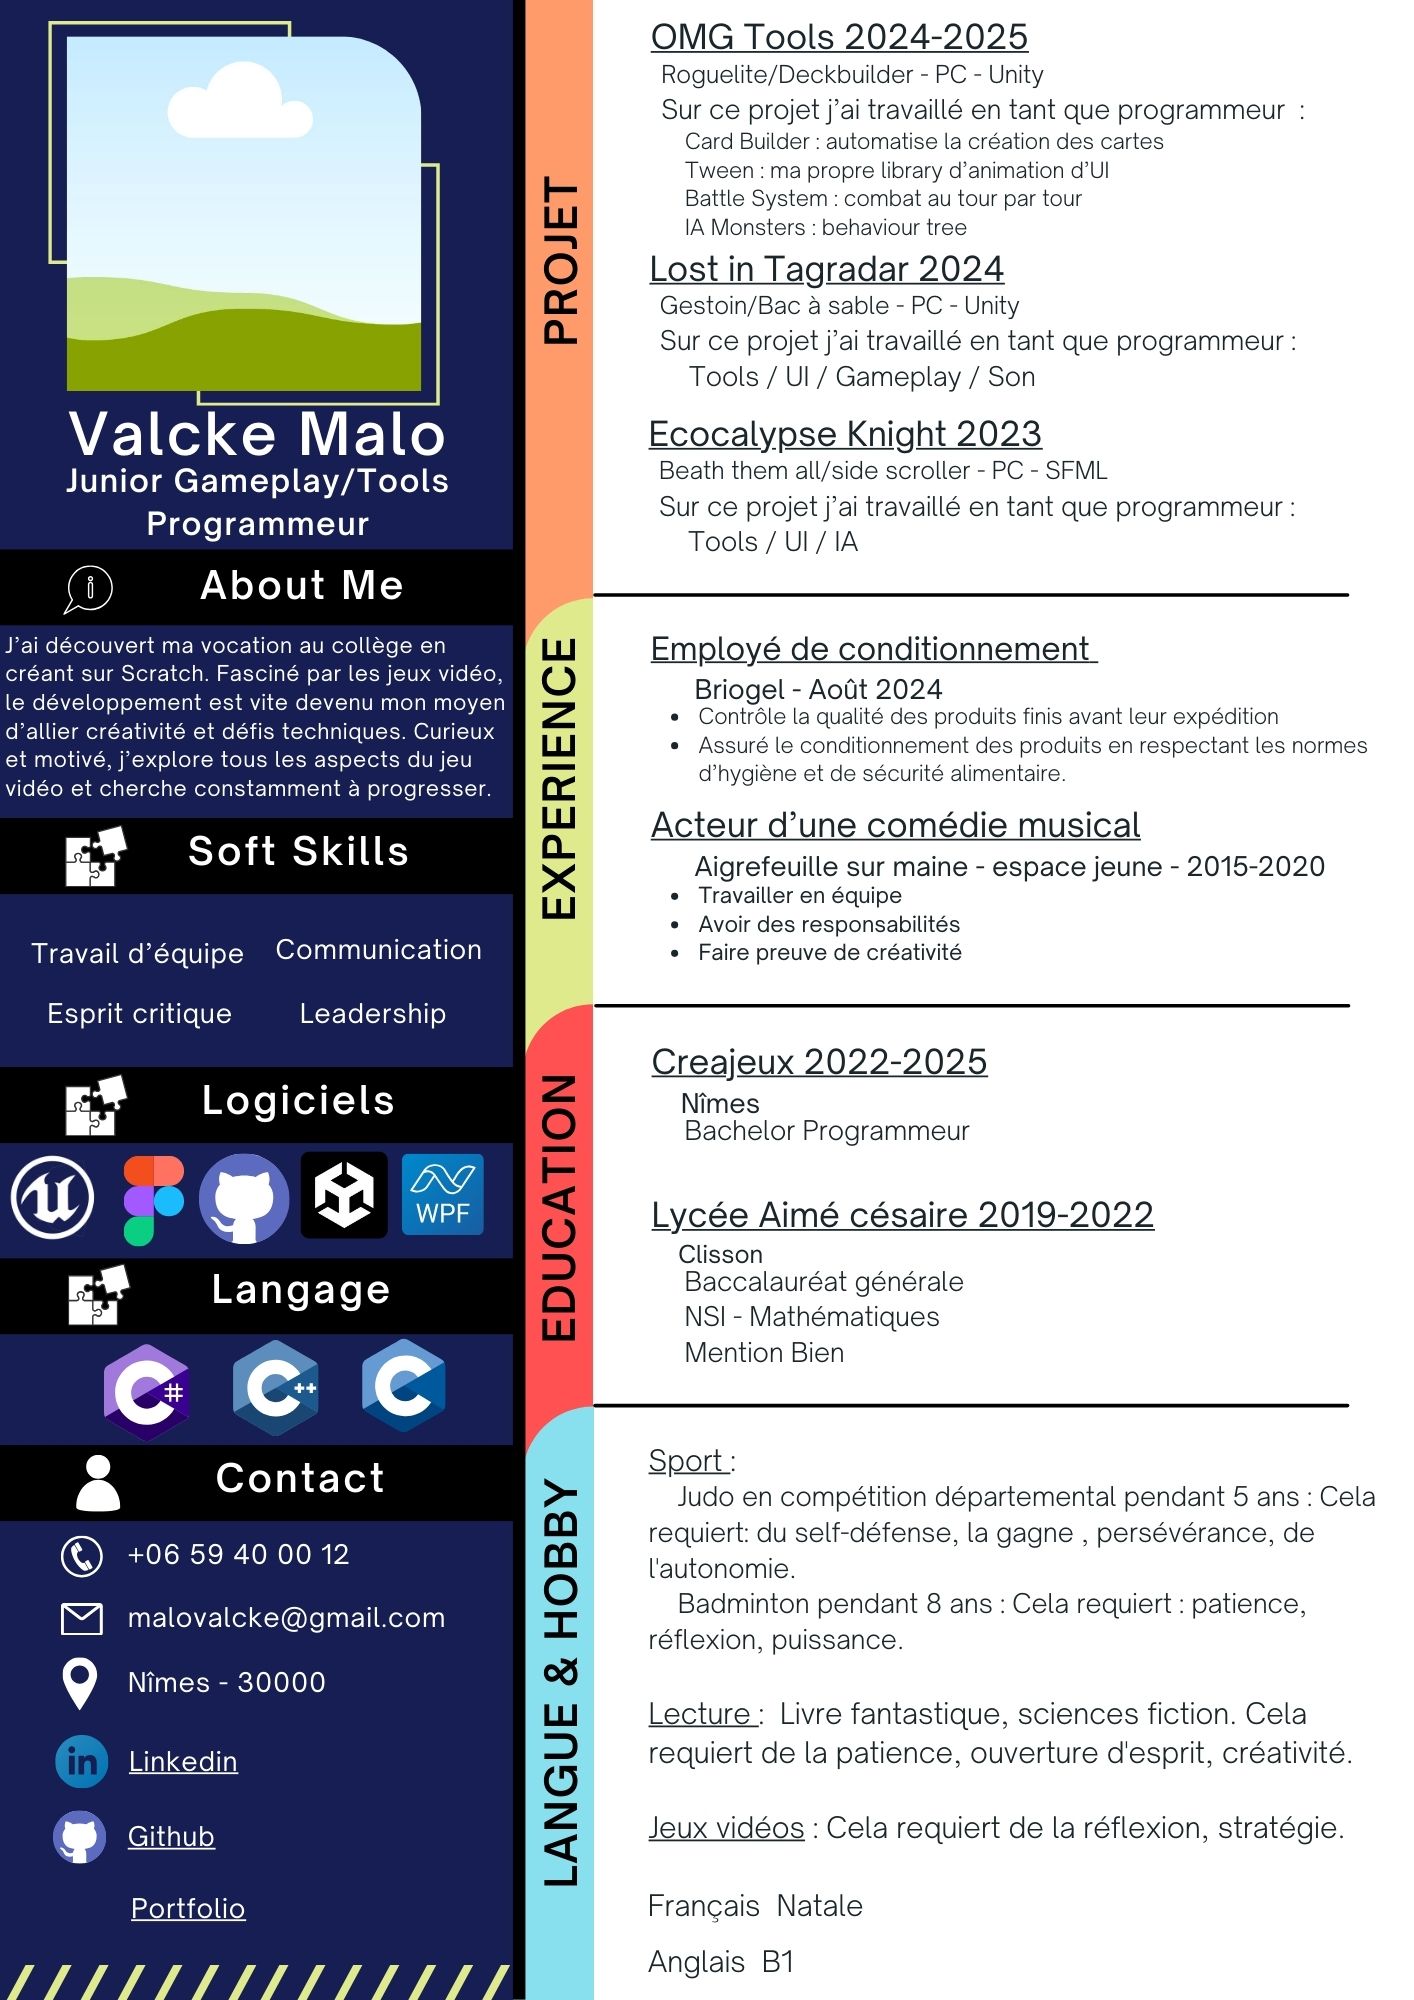 Valcke Malo
Junior Gameplay/Tools
Programmeur
About Me
J’ai découvert ma vocation au collège en
créant sur Scratch. Fasciné par les jeux vidéo,
le développement est vite devenu mon moyen
d’allier créativité et défis techniques. Curieux
et motivé, j’explore tous les aspects du jeu
vidéo et cherche constamment à progresser.
Soft Skills
Travail d’équipe Communication
Esprit critique Leadership
Logiciels
WPF
Langage
C# C++ C
Contact
+06 59 40 00 12
malovalcke@gmail.com
Nîmes - 30000
in Linkedin
Github
Portfolio
PROJET
OMG Tools 2024-2025
Roguelite/Deckbuilder - PC - Unity
Sur ce projet j’ai travaillé en tant que programmeur :
Card Builder : automatise la création des cartes
Tween : ma propre library d’animation d’UI
Battle System : combat au tour par tour
IA Monsters : behaviour tree
Lost in Tagradar 2024
Gestoin/Bac à sable - PC - Unity
Sur ce projet j’ai travaillé en tant que programmeur :
Tools / UI / Gameplay / Son
Ecocalypse Knight 2023
Beath them all/side scroller - PC - SFML
Sur ce projet j’ai travaillé en tant que programmeur :
Tools / UI / IA
EXPERIENCE
Employé de conditionnement
Briogel - Août 2024
• Contrôle la qualité des produits finis avant leur expédition
• Assuré le conditionnement des produits en respectant les normes
d’hygiène et de sécurité alimentaire.
Acteur d’une comédie musical
Aigrefeuille sur maine - espace jeune - 2015-2020
• Travailler en équipe
• Avoir des responsabilités
• Faire preuve de créativité
EDUCATION
Creajeux 2022-2025
Nîmes
Bachelor Programmeur
Lycée Aimé césaire 2019-2022
Clisson
Baccalauréat générale
NSI - Mathématiques
Mention Bien
LANGUE & HOBBY
Sport :
Judo en compétition départemental pendant 5 ans : Cela
requiert: du self-défense, la gagne , persévérance, de
l'autonomie.
Badminton pendant 8 ans : Cela requiert : patience,
réflexion, puissance.
Lecture : Livre fantastique, sciences fiction. Cela
requiert de la patience, ouverture d'esprit, créativité.
Jeux vidéos : Cela requiert de la réflexion, stratégie.
Français Natale
Anglais B1